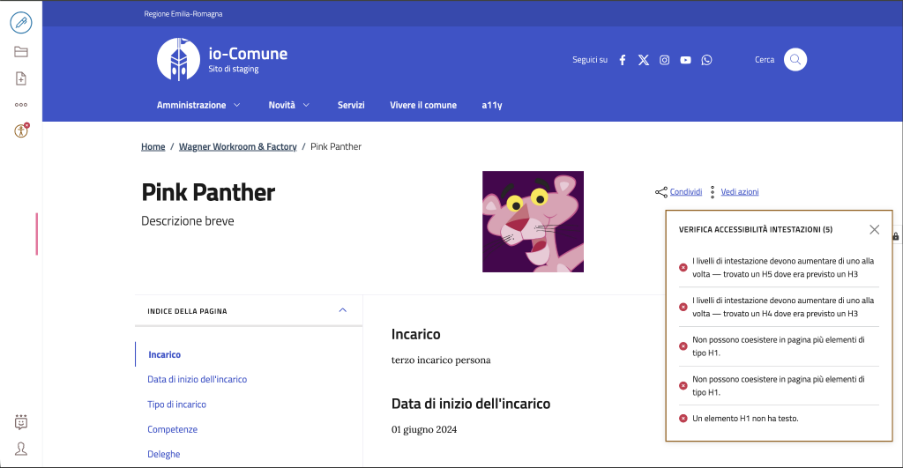 Regione Emilia-Romagna
io-Comune
Sito di staging
Seguici su
Cerca
Amministrazione
Novità
Servizi
Vivere il comune
a11y
Home / Wagner Workroom & Factory / Pink Panther
Pink Panther
Descrizione breve
Condividi
Vedi azioni
VERIFICA ACCESSIBILITÀ INTESTAZIONI (5)
I livelli di intestazione devono aumentare di uno alla
volta — trovato un H5 dove era previsto un H3
I livelli di intestazione devono aumentare di uno alla
volta — trovato un H4 dove era previsto un H3
Non possono coesistere in pagina più elementi di
tipo H1.
Non possono coesistere in pagina più elementi di
tipo H1.
Un elemento H1 non ha testo.
INDICE DELLA PAGINA
Incarico
Data di inizio dell'incarico
Tipo di incarico
Competenze
Deleghe
Incarico
terzo incarico persona
Data di inizio dell'incarico
01 giugno 2024